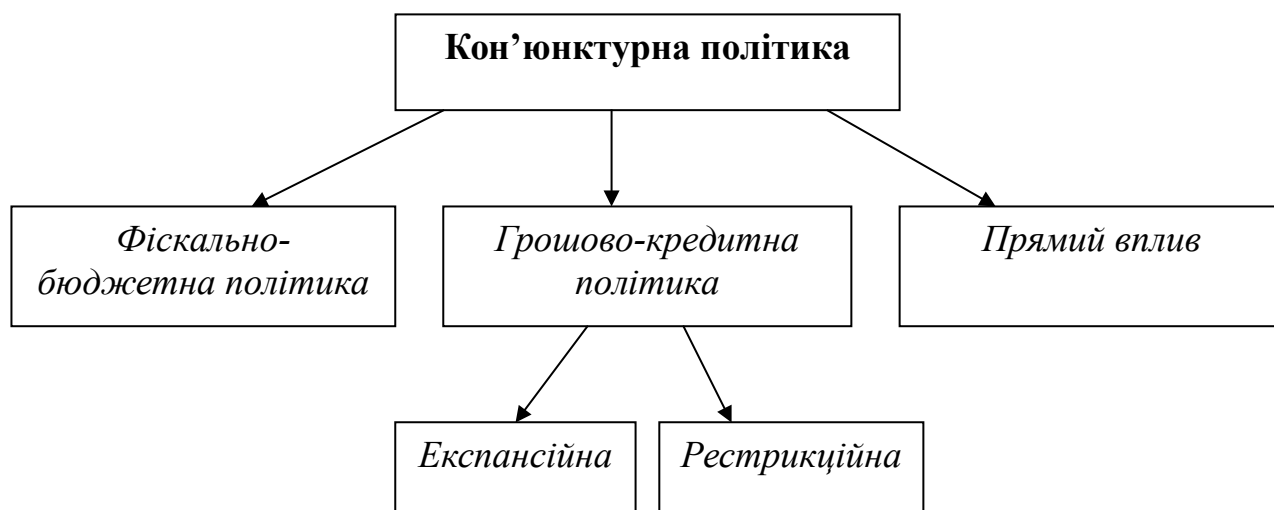 Кон’юнктурна політика
Фіскально-
бюджетна політика
Грошово-кредитна
політика
Прямий вплив
Експансійна
Рестрикційна